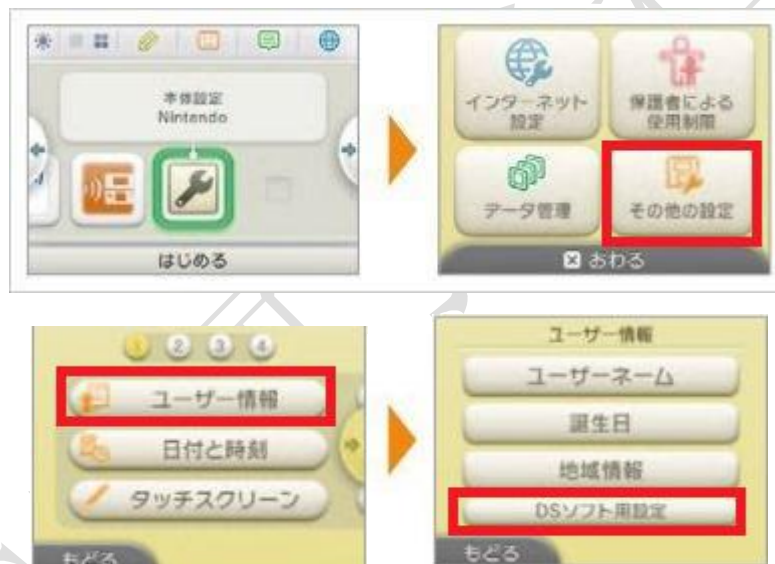 本体設定
Nintendo
はじめる
インターネット
設定
保護者による
使用制限
データ管理
その他の設定
X おわる
1 2 3 4
ユーザー情報
日付と時刻
タッチスクリーン
もどる
ユーザー情報
ユーザーネーム
誕生日
地域情報
DSソフト用設定
もどる